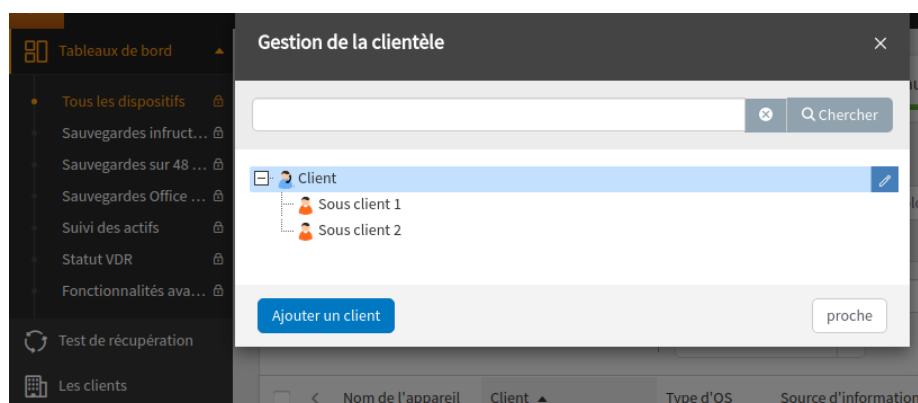 Tableaux de bord
Tous les dispositifs
Sauvegardes infruct...
Sauvegardes sur 48 ...
Sauvegardes Office ...
Suivi des actifs
Statut VDR
Fonctionnalités ava...
Test de récupération
Les clients
Gestion de la clientèle
Chercher
Client
Sous client 1
Sous client 2
Ajouter un client
proche
Nom de l'appareil Client Type d'OS Source d'information